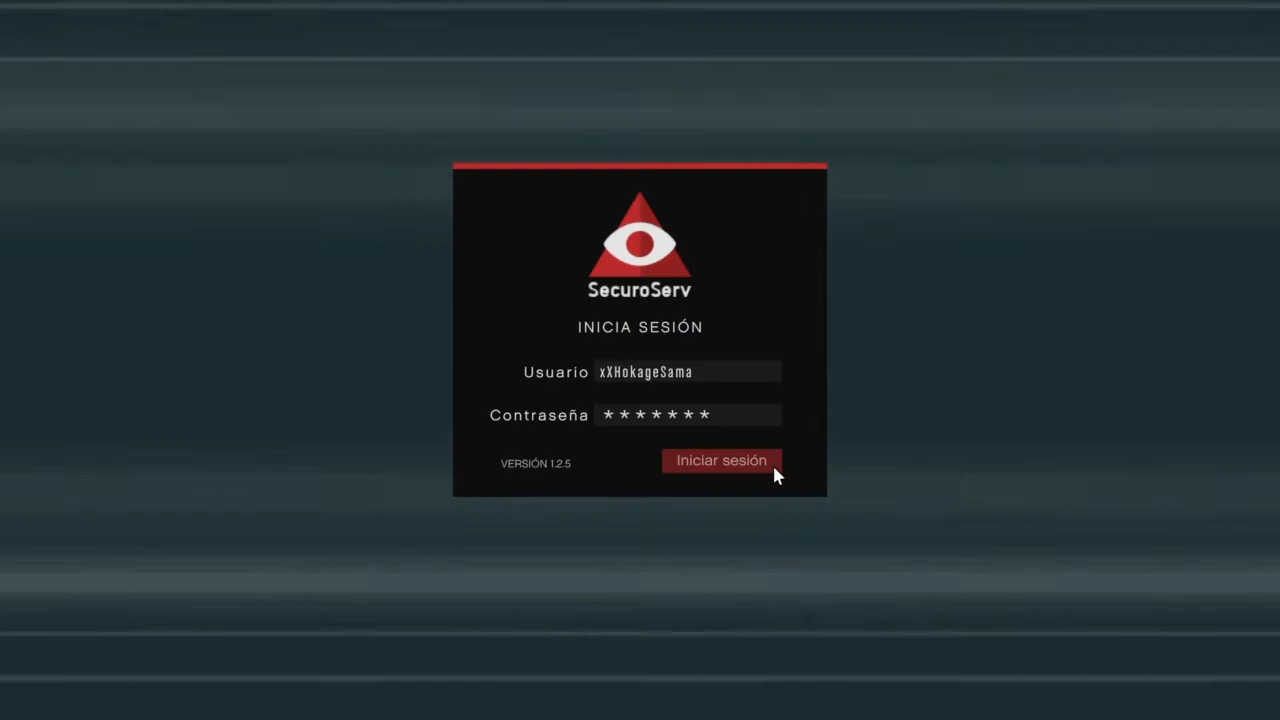 SecuroServ
INICIA SESIÓN
Usuario xXHokageSama
Contraseña *******
VERSIÓN 1.2.5 Iniciar sesión